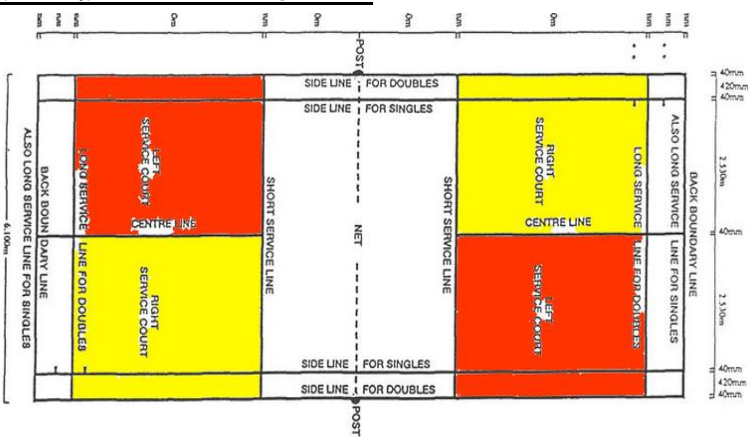 POST
SIDE LINE FOR DOUBLES
SIDE LINE FOR SINGLES
LEFT
SERVICE COURT
RIGHT
SERVICE COURT
CENTRE LINE
CENTRE LINE
NET
SHORT SERVICE LINE
SHORT SERVICE LINE
RIGHT
SERVICE COURT
LEFT
SERVICE COURT
LONG SERVICE LINE FOR DOUBLES
LONG SERVICE LINE FOR DOUBLES
BACK BOUNDARY LINE
ALSO LONG SERVICE LINE FOR SINGLES
BACK BOUNDARY LINE
ALSO LONG SERVICE LINE FOR SINGLES
SIDE LINE FOR SINGLES
SIDE LINE FOR DOUBLES
POST
40mm
420mm
40mm
2.530m
40mm
2.530m
40mm
420mm
40mm
6.100m